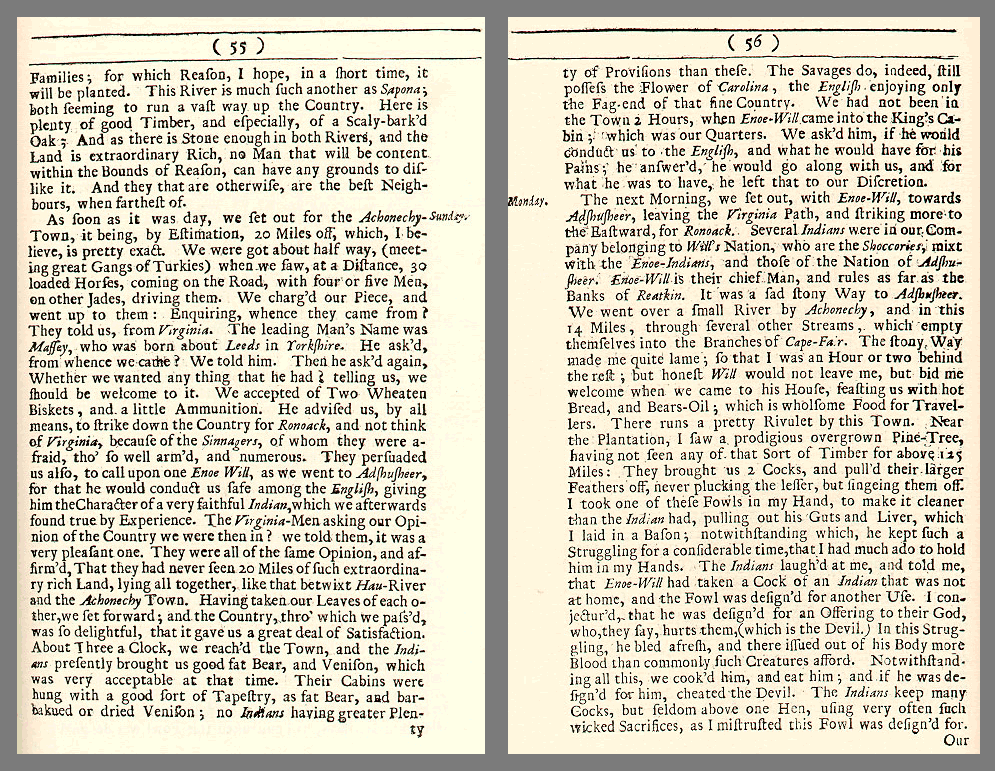 ( 55 )
Families; for which Reaſon, I hope, in a ſhort time, it
will be planted. This River is much ſuch another as Sapona;
both ſeeming to run a vaſt way up the Country. Here is
plenty of good Timber, and eſpecially, of a Scaly-bark'd
Oak; And as there is Stone enough in both Rivers, and the
Land is extraordinary Rich, no Man that will be content
within the Bounds of Reaſon, can have any grounds to diſ-
like it. And they that are otherwiſe, are the beſt Neigh-
bours, when fartheſt of.
As ſoon as it was day, we ſet out for the Achonechy-
Sunday.
Town, it being, by Eſtimation, 20 Miles off, which, I be-
lieve, is pretty exact. We were got about half way, (meet-
ing great Gangs of Turkies) when we ſaw, at a Diſtance, 30
loaded Horſes, coming on the Road, with four or five Men,
on other Jades, driving them. We charg'd our Piece, and
went up to them: Enquiring, whence they came from?
They told us, from Virginia. The leading Man's Name was
Maſſey, who was born about Leeds in Yorkſhire. He ask'd,
from whence we came? We told him. Then he ask'd again,
Whether we wanted any thing that he had? telling us, we
ſhould be welcome to it. We accepted of Two Wheaten
Biskets, and a little Ammunition. He adviſed us, by all
means, to ſtrike down the Country for Ronoack, and not think
of Virginia, becauſe of the Sinnagers, of whom they were a-
fraid, tho' ſo well arm'd, and numerous. They perſuaded
us alſo, to call upon one Enoe Will, as we went to Adſhuſheer,
for that he would conduct us ſafe among the Engliſh, giving
him the Character of a very faithful Indian, which we afterwards
found true by Experience. The Virginia-Men asking our Opi-
nion of the Country we were then in? we told them, it was a
very pleaſant one. They were all of the ſame Opinion, and af-
firm'd, That they had never ſeen 20 Miles of ſuch extraordina-
ry rich Land, lying all together, like that betwixt Hau-River
and the Achonechy Town. Having taken our Leaves of each o-
ther, we ſet forward; and the Country, thro' which we paſs'd,
was ſo delightful, that it gave us a great deal of Satisfaction.
About Three a Clock, we reach'd the Town, and the Indi-
ans preſently brought us good fat Bear, and Veniſon, which
was very acceptable at that time. Their Cabins were
hung with a good ſort of Tapeſtry, as fat Bear, and bar-
bakued or dried Veniſon; no Indians having greater Plen-
ty
( 56 )
ty of Proviſions than theſe. The Savages do, indeed, ſtill
poſſeſs the Flower of Carolina, the Engliſh enjoying only
the Fag-end of that fine Country. We had not been in
the Town 2 Hours, when Enoe-Will came into the King's Ca-
bin; which was our Quarters. We ask'd him, if he would
conduct us to the Engliſh, and what he would have for his
Pains; he anſwer'd, he would go along with us, and for
what he was to have, he left that to our Diſcretion.
Monday.
The next Morning, we ſet out, with Enoe-Will, towards
Adſhuſheer, leaving the Virginia Path, and ſtriking more to
the Eaſtward, for Ronoack. Several Indians were in our Com-
pany belonging to Will's Nation, who are the Shoccories, mixt
with the Enoe-Indians, and thoſe of the Nation of Adſhu-
ſheer. Enoe-Will is their chief Man, and rules as far as the
Banks of Reatkin. It was a ſad ſtony Way to Adſhuſheer.
We went over a ſmall River by Achonechy, and in this
14 Miles, through ſeveral other Streams, which empty
themſelves into the Branches of Cape-Fair. The ſtony Way
made me quite lame; ſo that I was an Hour or two behind
the reſt; but honeſt Will would not leave me, but bid me
welcome when we came to his Houſe, feaſting us with hot
Bread, and Bears-Oil; which is wholſome Food for Travel-
lers. There runs a pretty Rivulet by this Town. Near
the Plantation, I ſaw a prodigious overgrown Pine-Tree,
having not ſeen any of that Sort of Timber for above 125
Miles: They brought us 2 Cocks, and pull'd their larger
Feathers off, never plucking the leſſer, but ſingeing them off.
I took one of theſe Fowls in my Hand, to make it cleaner
than the Indian had, pulling out his Guts and Liver, which
I laid in a Baſon; notwithſtanding which, he kept ſuch a
Struggling for a conſiderable time, that I had much ado to hold
him in my Hands. The Indians laugh'd at me, and told me,
that Enoe-Will had taken a Cock of an Indian that was not
at home, and the Fowl was deſign'd for another Uſe. I con-
jectur'd, that he was deſign'd for an Offering to their God,
who, they ſay, hurts them, (which is the Devil.) In this Strug-
gling, he bled afreſh, and there iſſued out of his Body more
Blood than commonly ſuch Creatures afford. Notwithſtand-
ing all this, we cook'd him, and eat him; and if he was de-
ſign'd for him, cheated the Devil. The Indians keep many
Cocks, but ſeldom above one Hen, uſing very often ſuch
wicked Sacrifices, as I miſtruſted this Fowl was deſign'd for.
Our